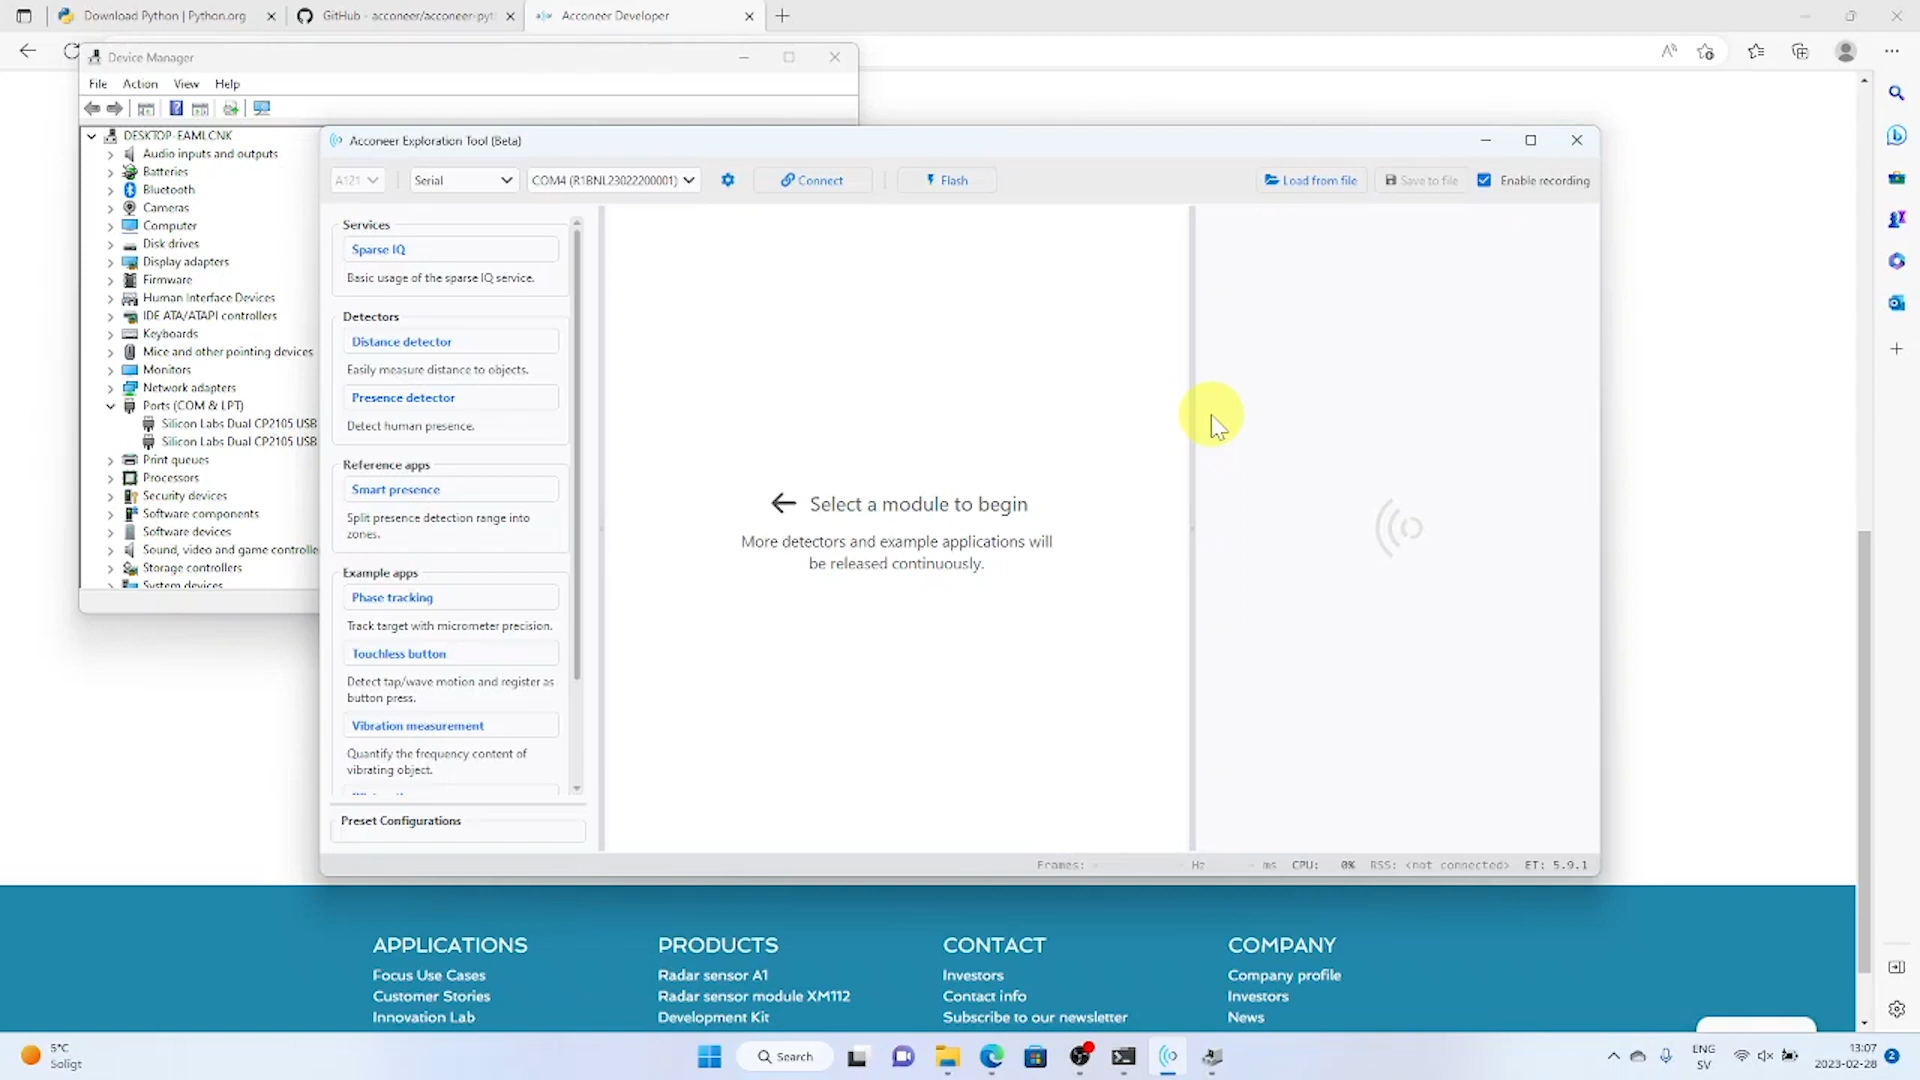 Download Python | Python.org
GitHub - acconeer/acconeer-pyt
Acconeer Developer
Device Manager
File Action View Help
DESKTOP-EAMLCNK
Audio inputs and outputs
Batteries
Bluetooth
Cameras
Computer
Disk drives
Display adapters
Firmware
Human Interface Devices
IDE ATA/ATAPI controllers
Keyboards
Mice and other pointing devices
Monitors
Network adapters
Ports (COM & LPT)
Silicon Labs Dual CP2105 USB
Silicon Labs Dual CP2105 USB
Print queues
Processors
Security devices
Software components
Software devices
Sound, video and game controlle
Storage controllers
System devices
Acconeer Exploration Tool (Beta)
A121
Serial
COM4 (R1BNL23022200001)
Connect
Flash
Load from file
Save to file
Enable recording
Services
Sparse IQ
Basic usage of the sparse IQ service.
Detectors
Distance detector
Easily measure distance to objects.
Presence detector
Detect human presence.
Reference apps
Smart presence
Split presence detection range into
zones.
Example apps
Phase tracking
Track target with micrometer precision.
Touchless button
Detect tap/wave motion and register as
button press.
Vibration measurement
Quantify the frequency content of
vibrating object.
Preset Configurations
Select a module to begin
More detectors and example applications will
be released continuously.
Frames: - Hz - ms CPU: 0% RSS: <not connected> ET: 5.9.1
APPLICATIONS
Focus Use Cases
Customer Stories
Innovation Lab
PRODUCTS
Radar sensor A1
Radar sensor module XM112
Development Kit
CONTACT
Investors
Contact info
Subscribe to our newsletter
COMPANY
Company profile
Investors
News
5°C
Soligt
Search
ENG
SV
13:07
2023-02-28
2